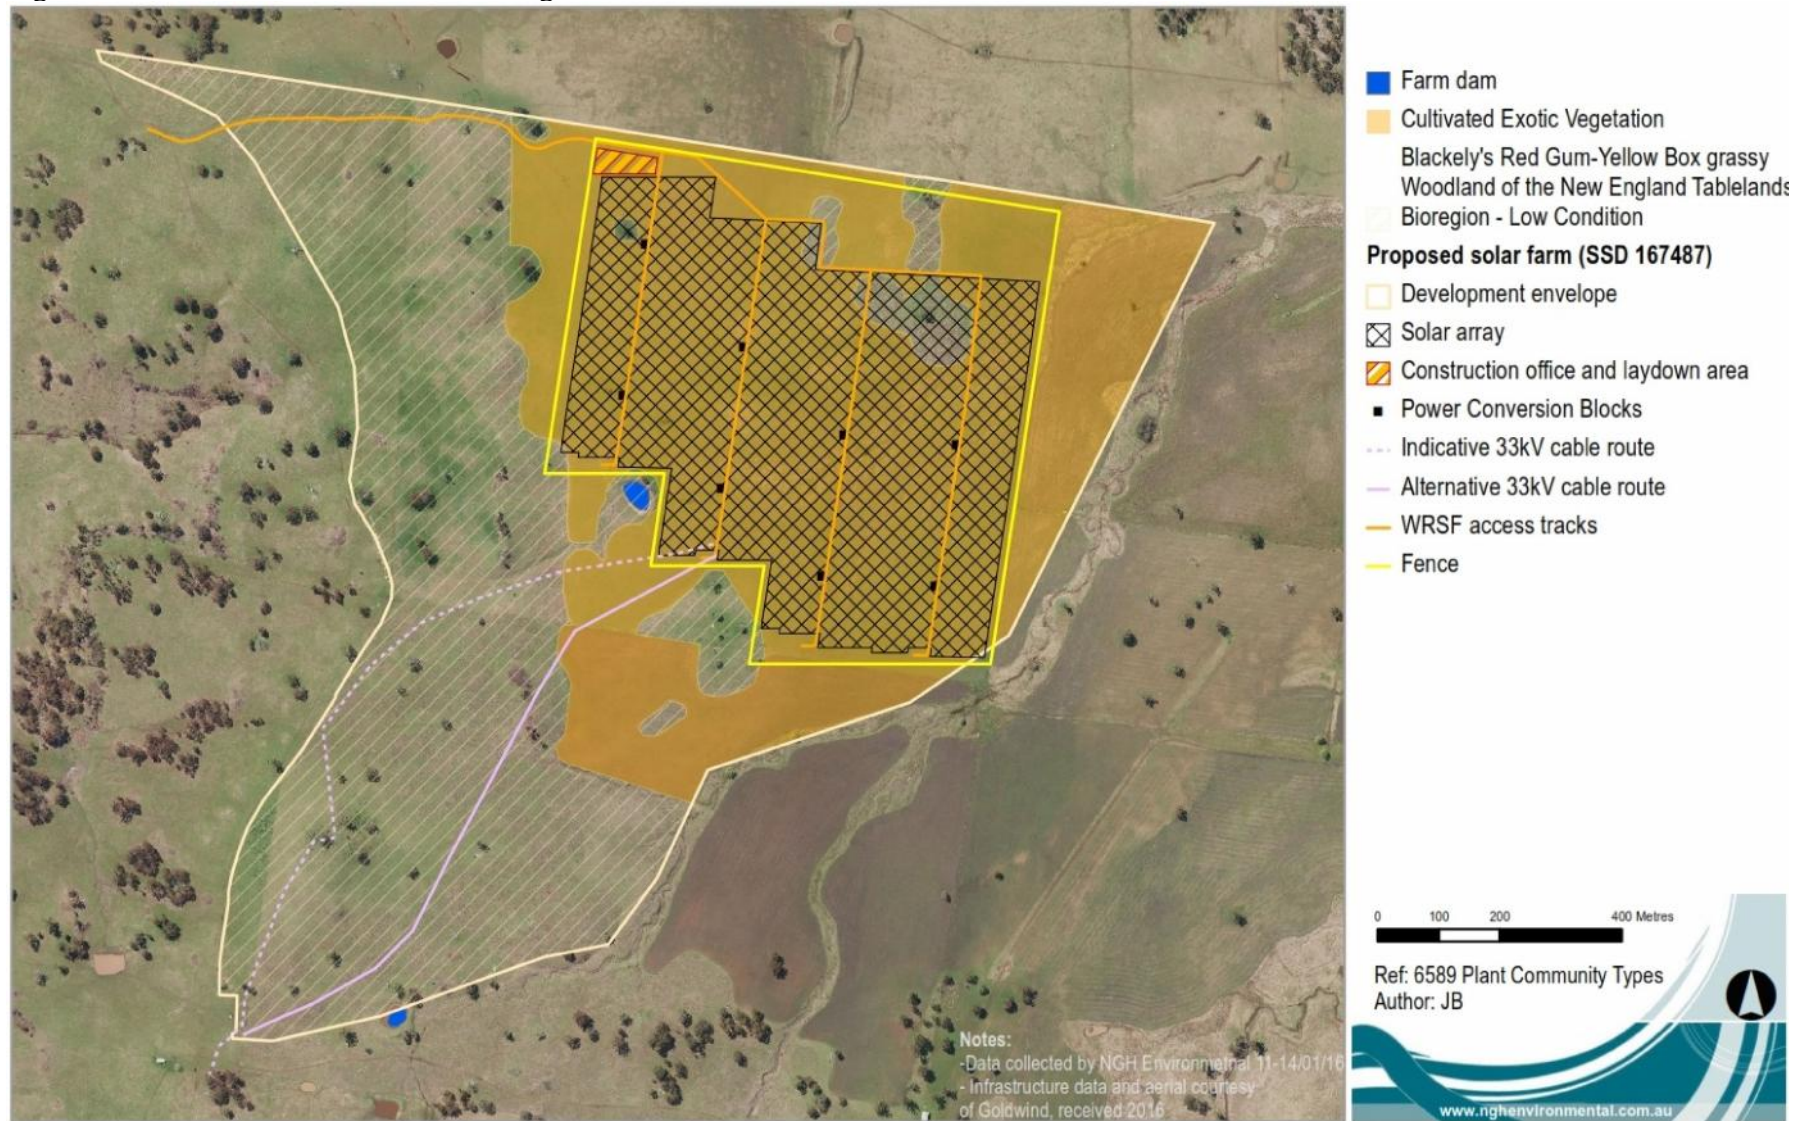 Farm dam
Cultivated Exotic Vegetation
Blackely's Red Gum-Yellow Box grassy
Woodland of the New England Tablelands
Bioregion - Low Condition
Proposed solar farm (SSD 167487)
Development envelope
Solar array
Construction office and laydown area
Power Conversion Blocks
Indicative 33kV cable route
Alternative 33kV cable route
WRSF access tracks
Fence
0 100 200 400 Metres
Ref: 6589 Plant Community Types
Author: JB
Notes:
-Data collected by NGH Environmetnal 11-14/01/16
- Infrastructure data and aerial courtesy
of Goldwind, received 2016
www.nghenvironmental.com.au